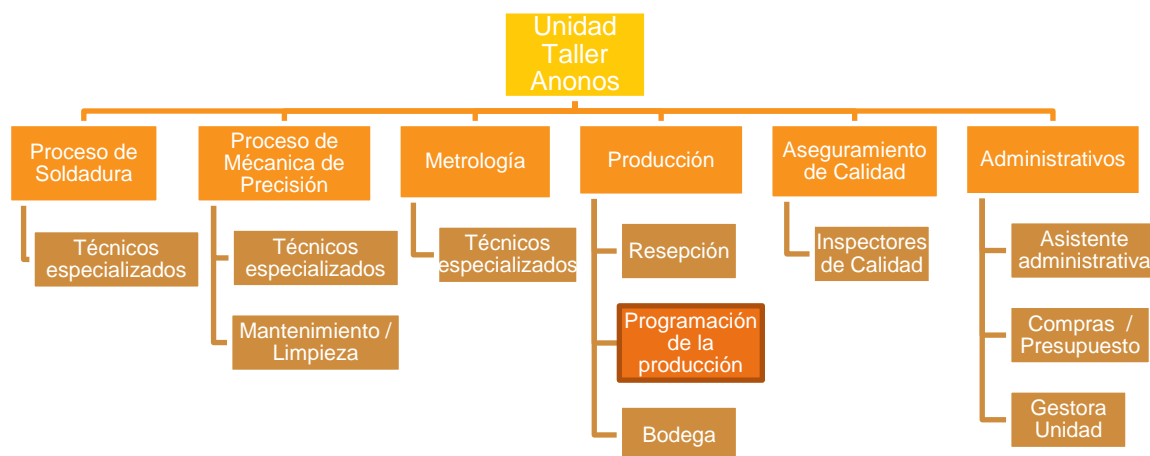 Unidad
Taller
Anonos
Proceso de
Soldadura
Técnicos
especializados
Proceso de
Mécanica de
Precisión
Técnicos
especializados
Mantenimiento /
Limpieza
Metrología
Técnicos
especializados
Producción
Resepción
Programación
de la
producción
Bodega
Aseguramiento
de Calidad
Inspectores
de Calidad
Administrativos
Asistente
administrativa
Compras /
Presupuesto
Gestora
Unidad